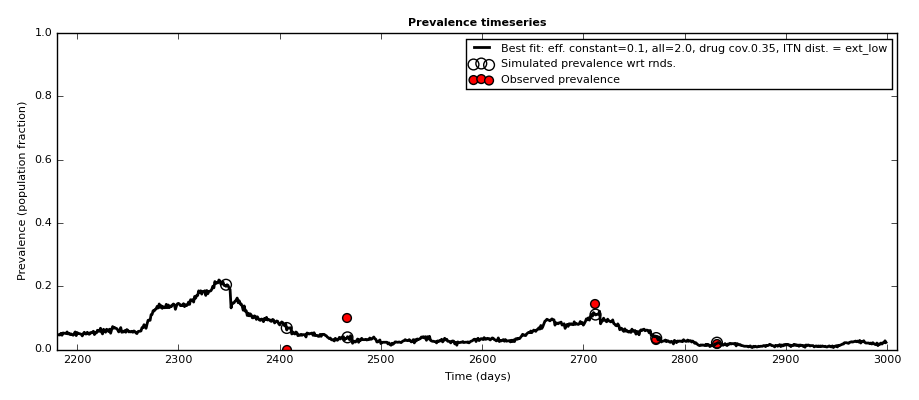 Prevalence timeseries
1.0
0.8
0.6
0.4
0.2
0.0
Prevalence (population fraction)
Best fit: eff. constant=0.1, all=2.0, drug cov.0.35, ITN dist. = ext_low
Simulated prevalence wrt rnds.
Observed prevalence
2200 2300 2400 2500 2600 2700 2800 2900 3000
Time (days)